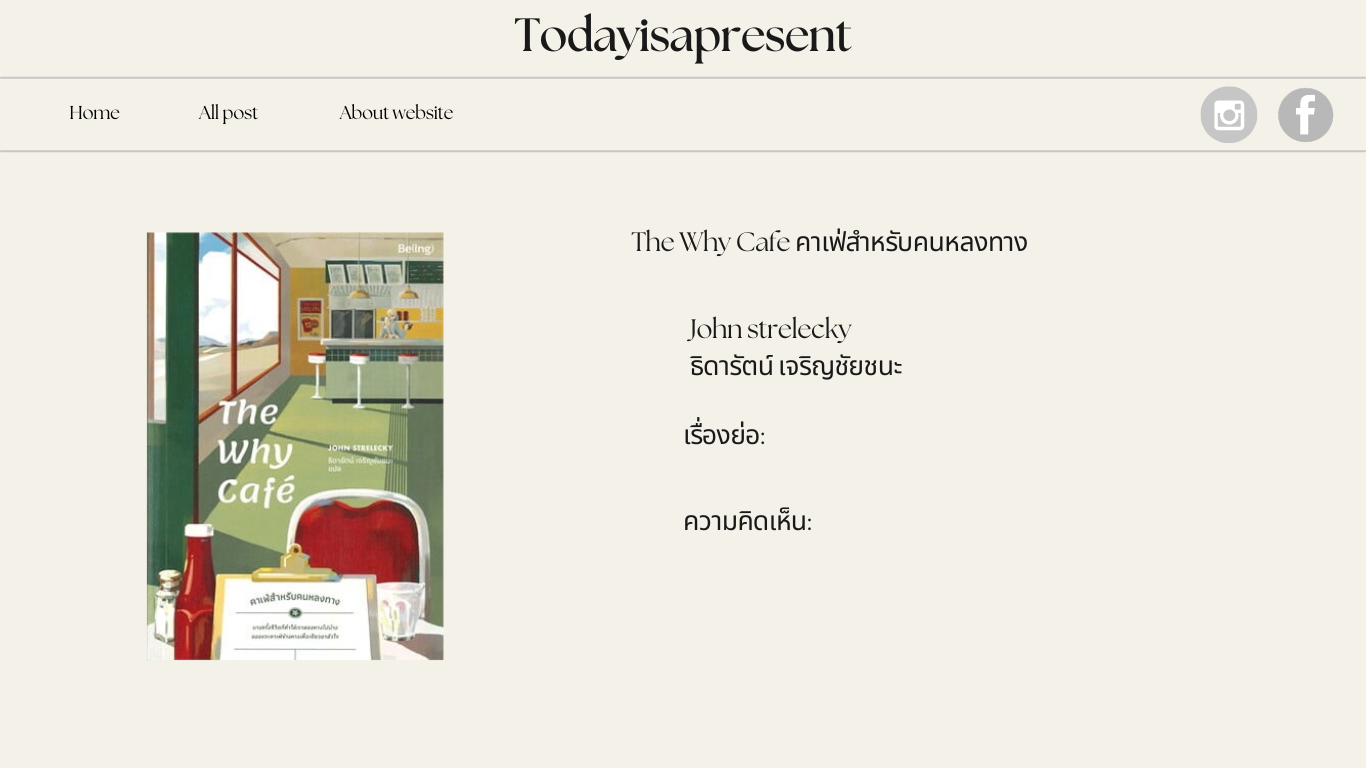 Todayisapresent
Home
All post
About website
The Why Cafe คาเฟ่สำหรับคนหลงทาง
John strelecky
ธิดารัตน์ เจริญชัยชนะ
เรื่องย่อ:
ความคิดเห็น:
Be(ing)
The
Why
Café
JOHN STRELECKY
ธิดารัตน์ เจริญชัยชนะ
แปล
คาเฟ่สำหรับคนหลงทาง